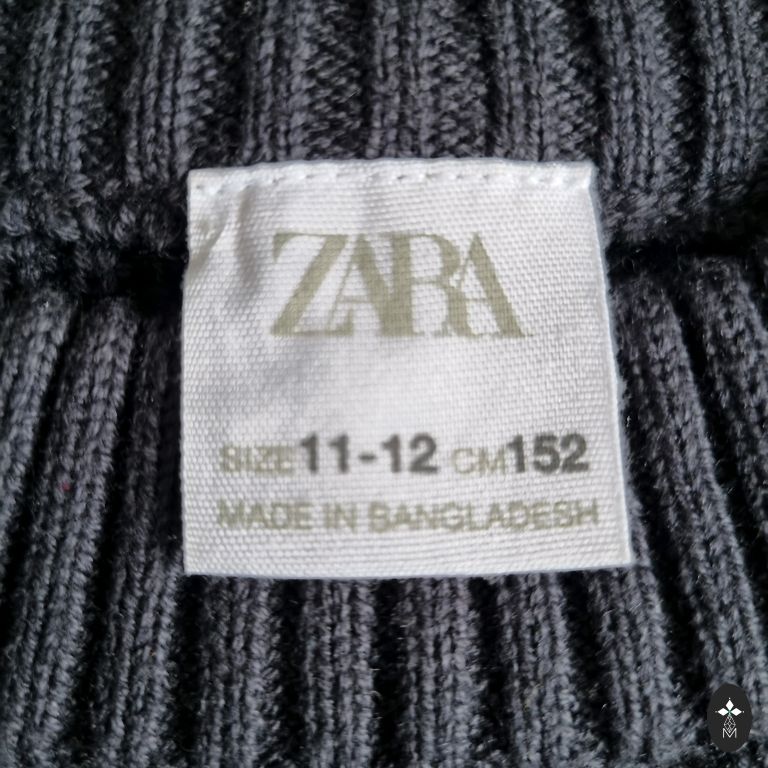 ZARA
SIZE 11-12 CM 152
MADE IN BANGLADESH
M